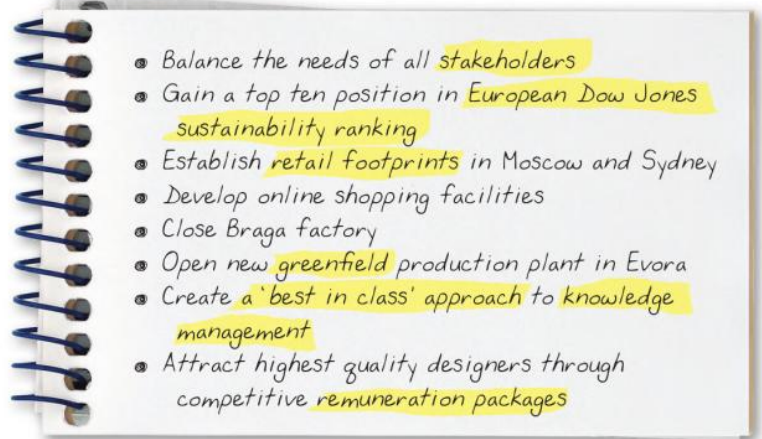 Balance the needs of all stakeholders
Gain a top ten position in European Dow Jones
sustainability ranking
Establish retail footprints in Moscow and Sydney
Develop online shopping facilities
Close Braga factory
Open new greenfield production plant in Evora
Create a 'best in class' approach to knowledge
management
Attract highest quality designers through
competitive remuneration packages